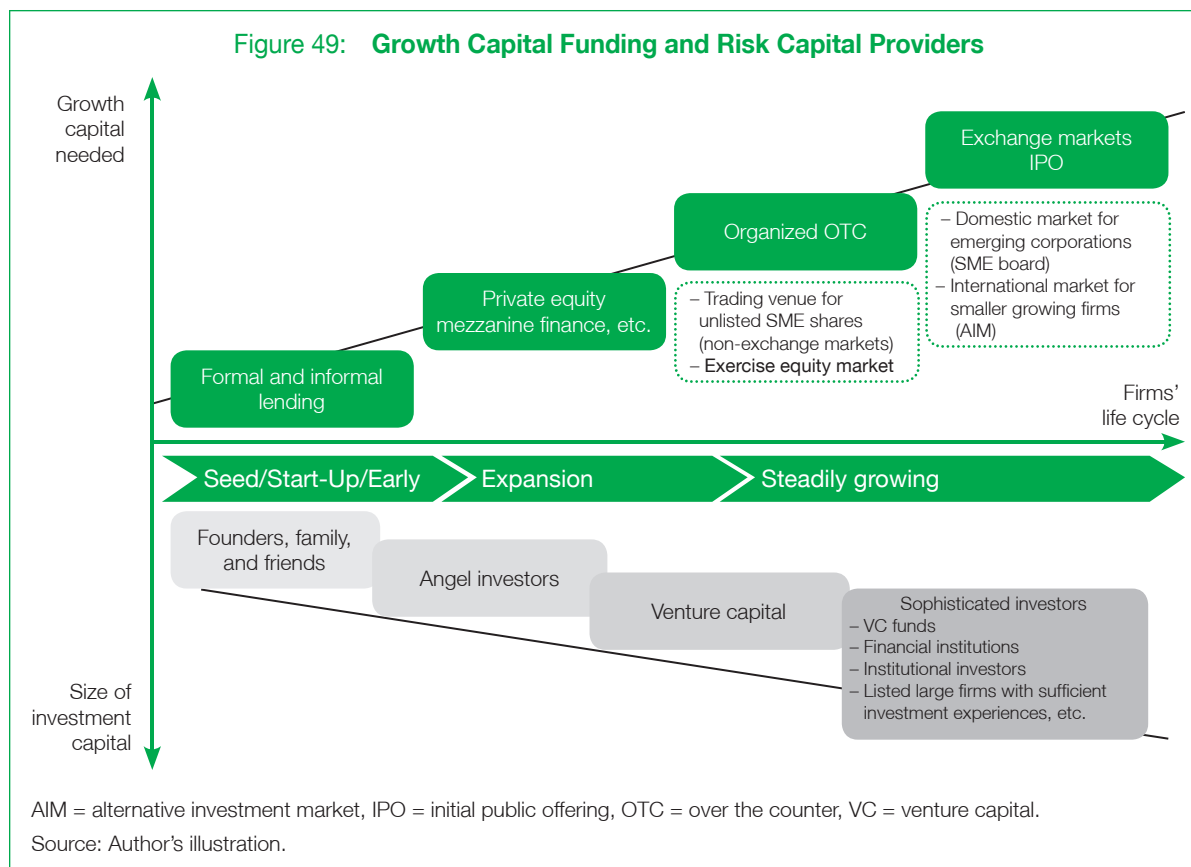 Figure 49: Growth Capital Funding and Risk Capital Providers
Growth
capital
needed
Exchange markets
IPO
– Domestic market for
emerging corporations
(SME board)
– International market for
smaller growing firms
(AIM)
Organized OTC
– Trading venue for
unlisted SME shares
(non-exchange markets)
– Exercise equity market
Private equity
mezzanine finance, etc.
Formal and informal
lending
Firms'
life cycle
Seed/Start-Up/Early
Expansion
Steadily growing
Founders, family,
and friends
Angel investors
Venture capital
Sophisticated investors
– VC funds
– Financial institutions
– Institutional investors
– Listed large firms with sufficient
investment experiences, etc.
Size of
investment
capital
AIM = alternative investment market, IPO = initial public offering, OTC = over the counter, VC = venture capital.
Source: Author's illustration.